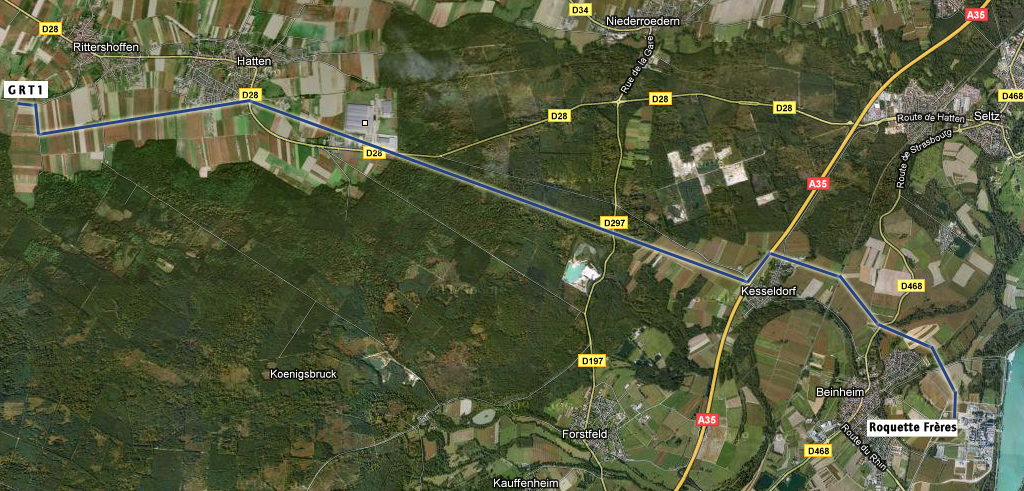 D34
Niederroedern
A35
D28
Rittershoffen
Hatten
Rue de la Gare
GRT1
D28
D28
D28
D28
D468
Route de Hatten
Seltz
Route de Strasbourg
D28
A35
D297
D468
Kesseldorf
D197
Koenigsbruck
Beinheim
A35
Roquette Frères
Forstfeld
D468
Route du Rhin
Kauffenheim